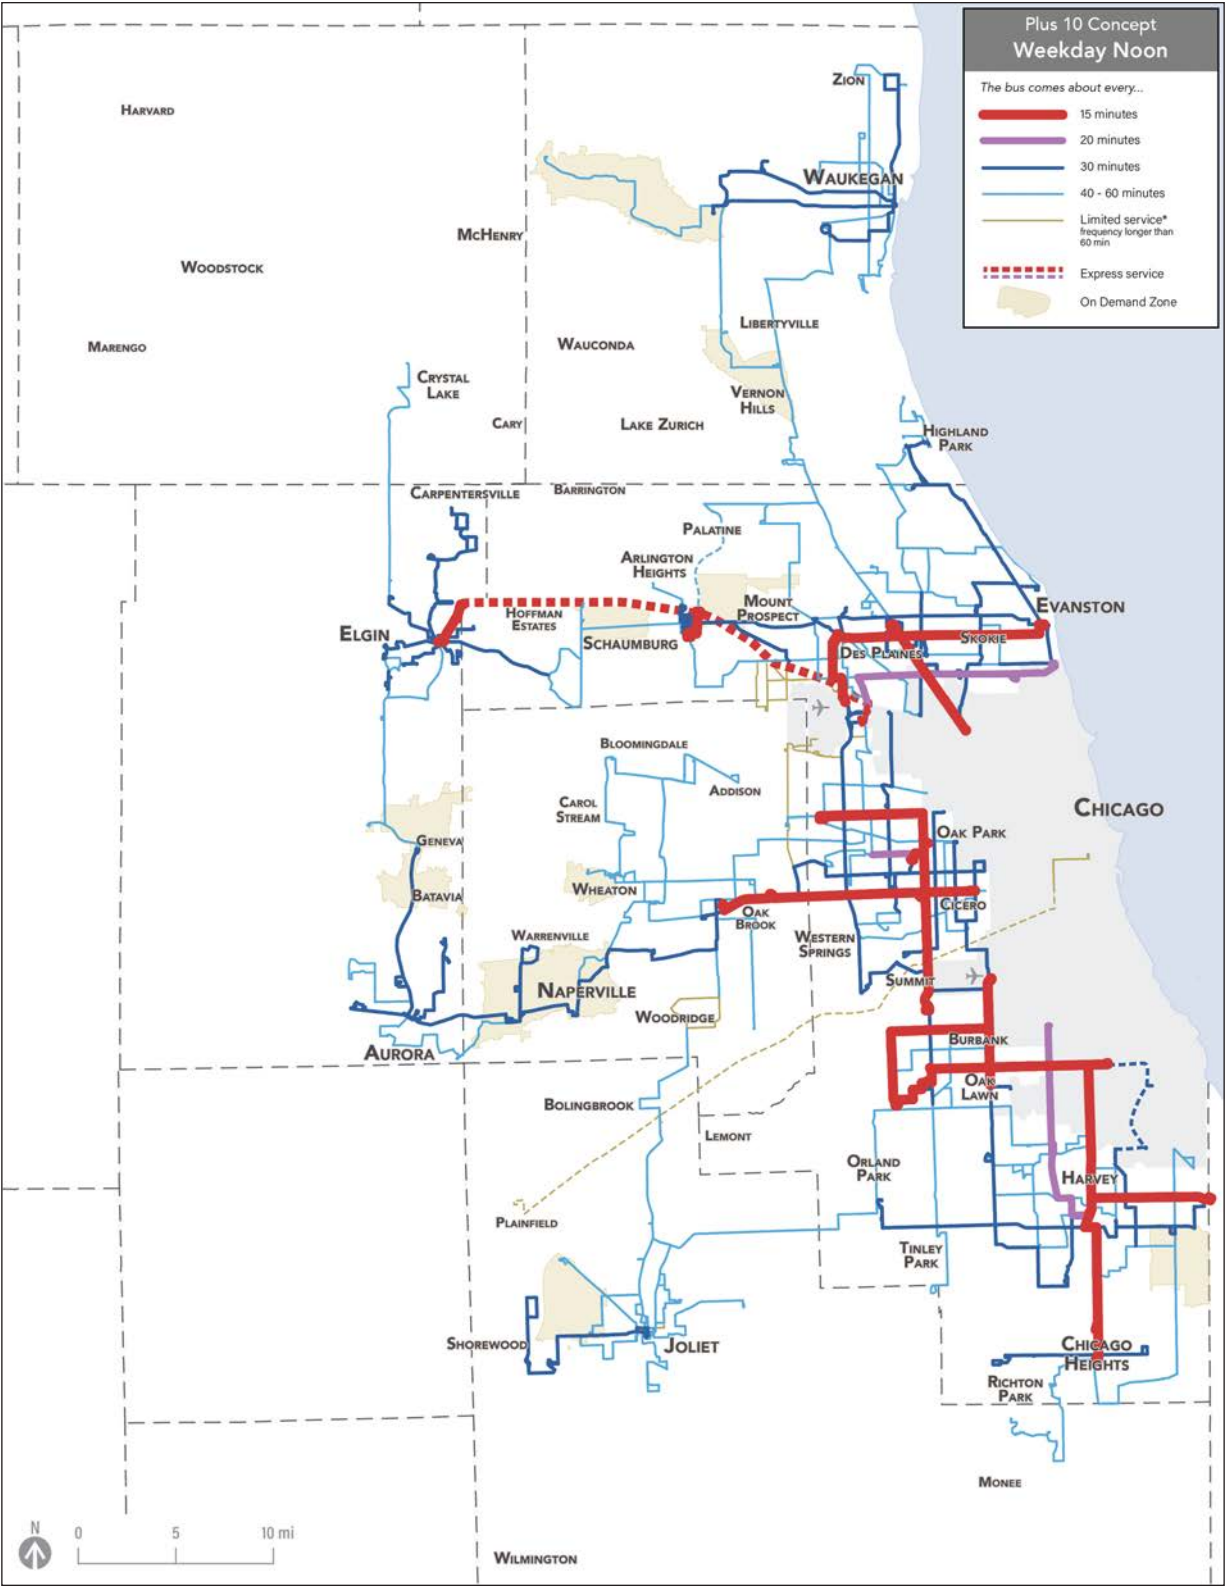 Plus 10 Concept
Weekday Noon
The bus comes about every...
15 minutes
20 minutes
30 minutes
40 - 60 minutes
Limited service*
frequency longer than
60 min
Express service
On Demand Zone
ZION
HARVARD
WAUKEGAN
MCHENRY
WOODSTOCK
LIBERTYVILLE
MARENGO
WAUCONDA
CRYSTAL
LAKE
VERNON
HILLS
CARY
LAKE ZURICH
HIGHLAND
PARK
CARPENTERSVILLE
BARRINGTON
PALATINE
ARLINGTON
HEIGHTS
MOUNT
PROSPECT
EVANSTON
HOFFMAN
ESTATES
ELGIN
SCHAUMBURG
SKOKIE
DES PLAINES
BLOOMINGDALE
ADDISON
CAROL
STREAM
CHICAGO
OAK PARK
GENEVA
WHEATON
BATAVIA
CICERO
OAK
BROOK
WARRENVILLE
WESTERN
SPRINGS
SUMMIT
NAPERVILLE
WOODRIDGE
BURBANK
AURORA
OAK
LAWN
BOLINGBROOK
LEMONT
ORLAND
PARK
HARVEY
PLAINFIELD
TINLEY
PARK
SHOREWOOD
JOLIET
CHICAGO
HEIGHTS
RICHTON
PARK
MONEE
N
0 5 10 mi
WILMINGTON